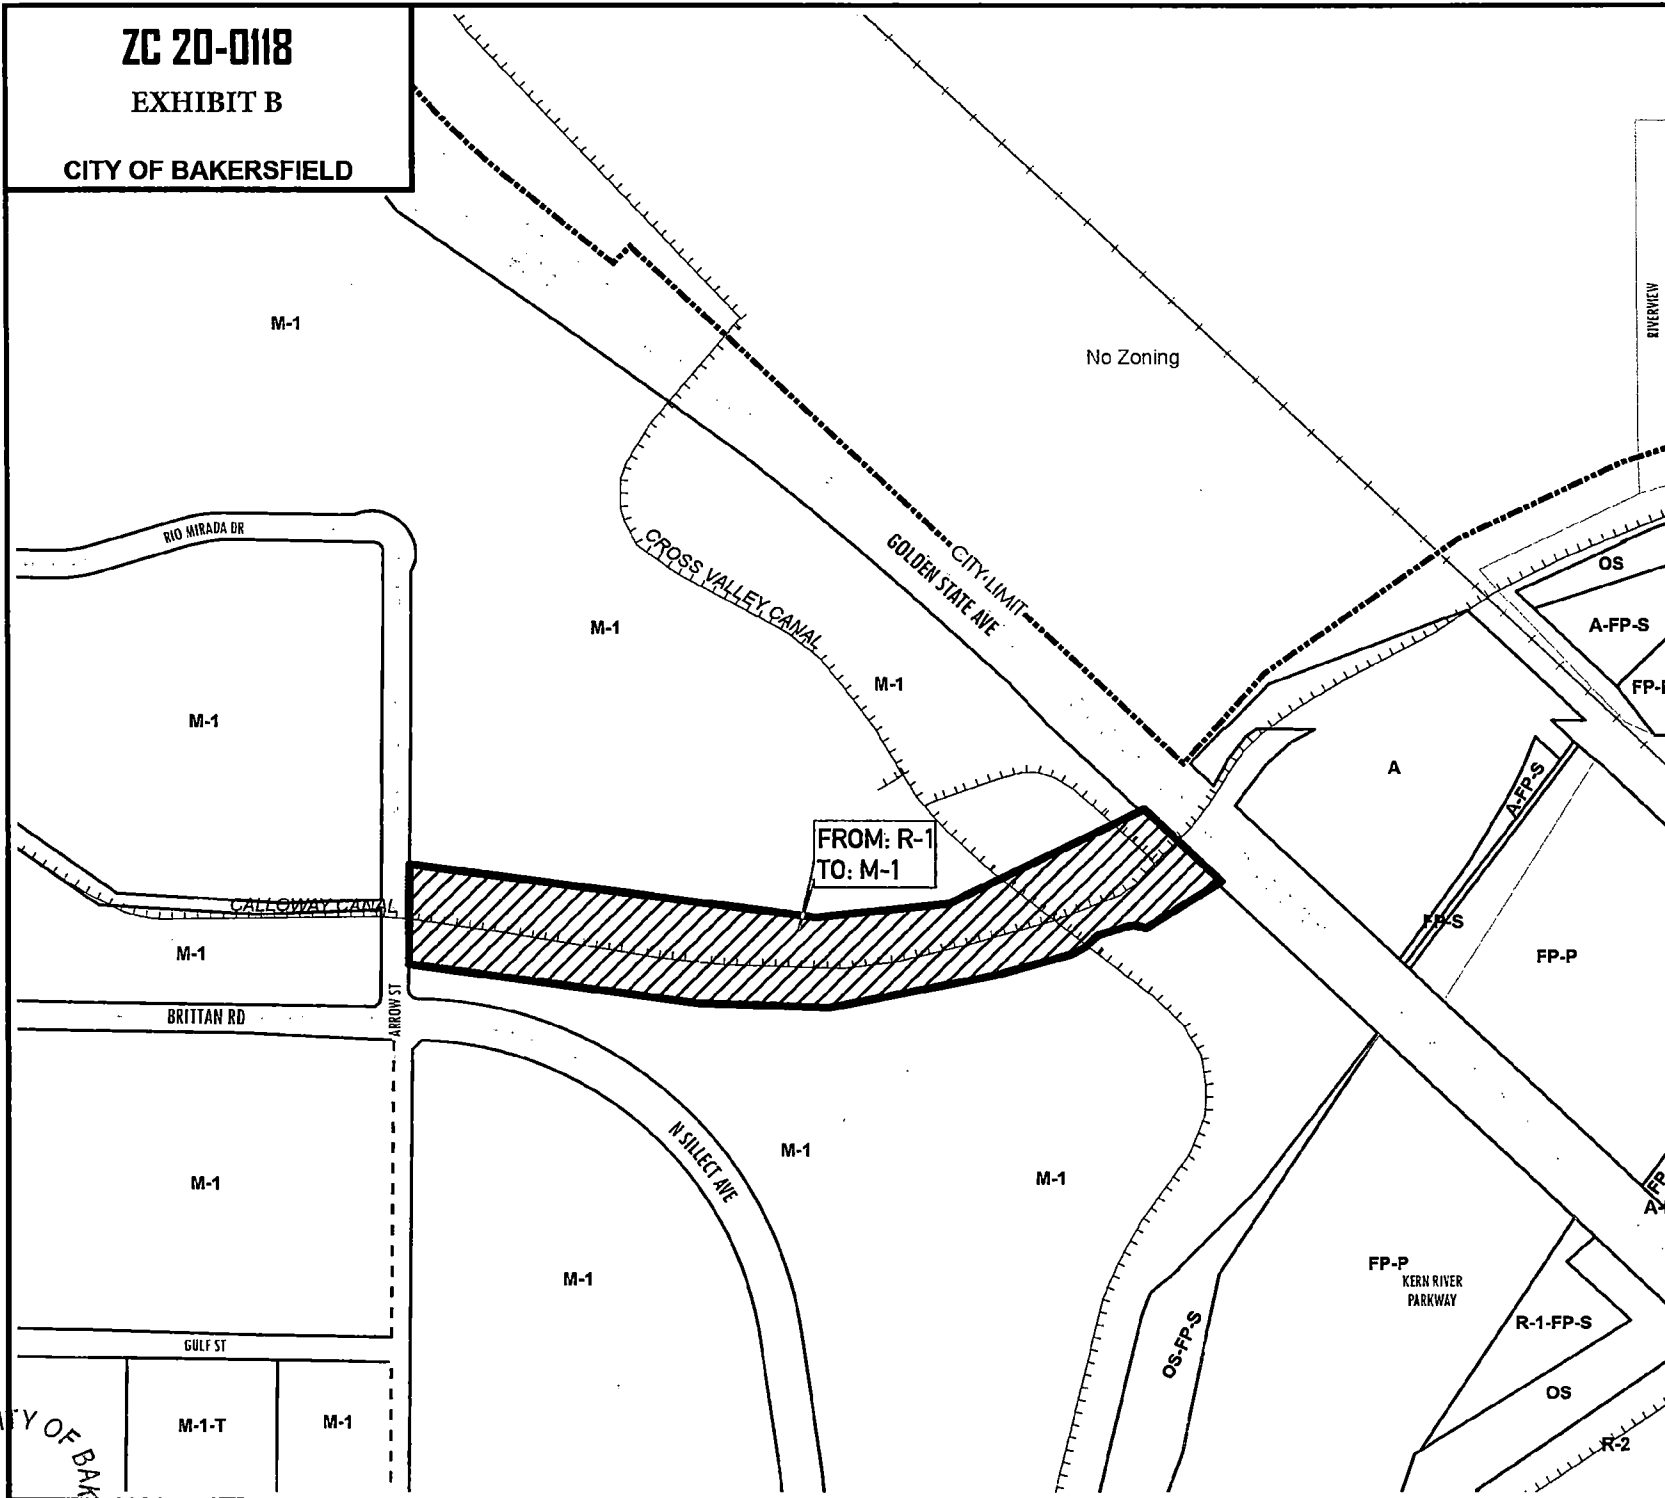 ZC 20-0118
EXHIBIT B
CITY OF BAKERSFIELD
M-1
No Zoning
RIVERVIEW
RIO MIRADA DR
CROSS VALLEY CANAL
GOLDEN STATE AVE
CITY LIMIT
OS
A-FP-S
M-1
M-1
M-1
A
A-FP-S
FROM: R-1
TO: M-1
CALLOWAY CANAL
M-1
FP-S
FP-P
BRITTAN RD
ARROW ST
N SILLECT AVE
M-1
M-1
M-1
M-1
FP-P
KERN RIVER
PARKWAY
R-1-FP-S
OS-FP-S
GULF ST
OS
M-1-T
M-1
R-2
OF